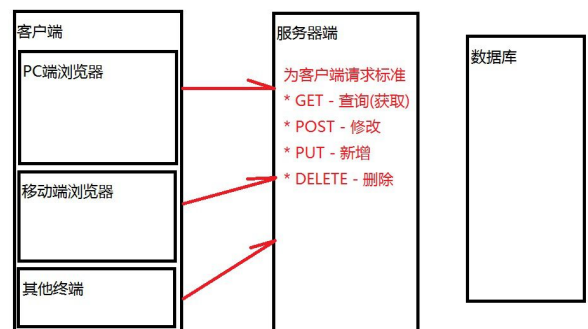 客户端
PC端浏览器
移动端浏览器
其他终端
服务器端
为客户端请求标准
* GET - 查询(获取)
* POST - 修改
* PUT - 新增
* DELETE - 删除
数据库